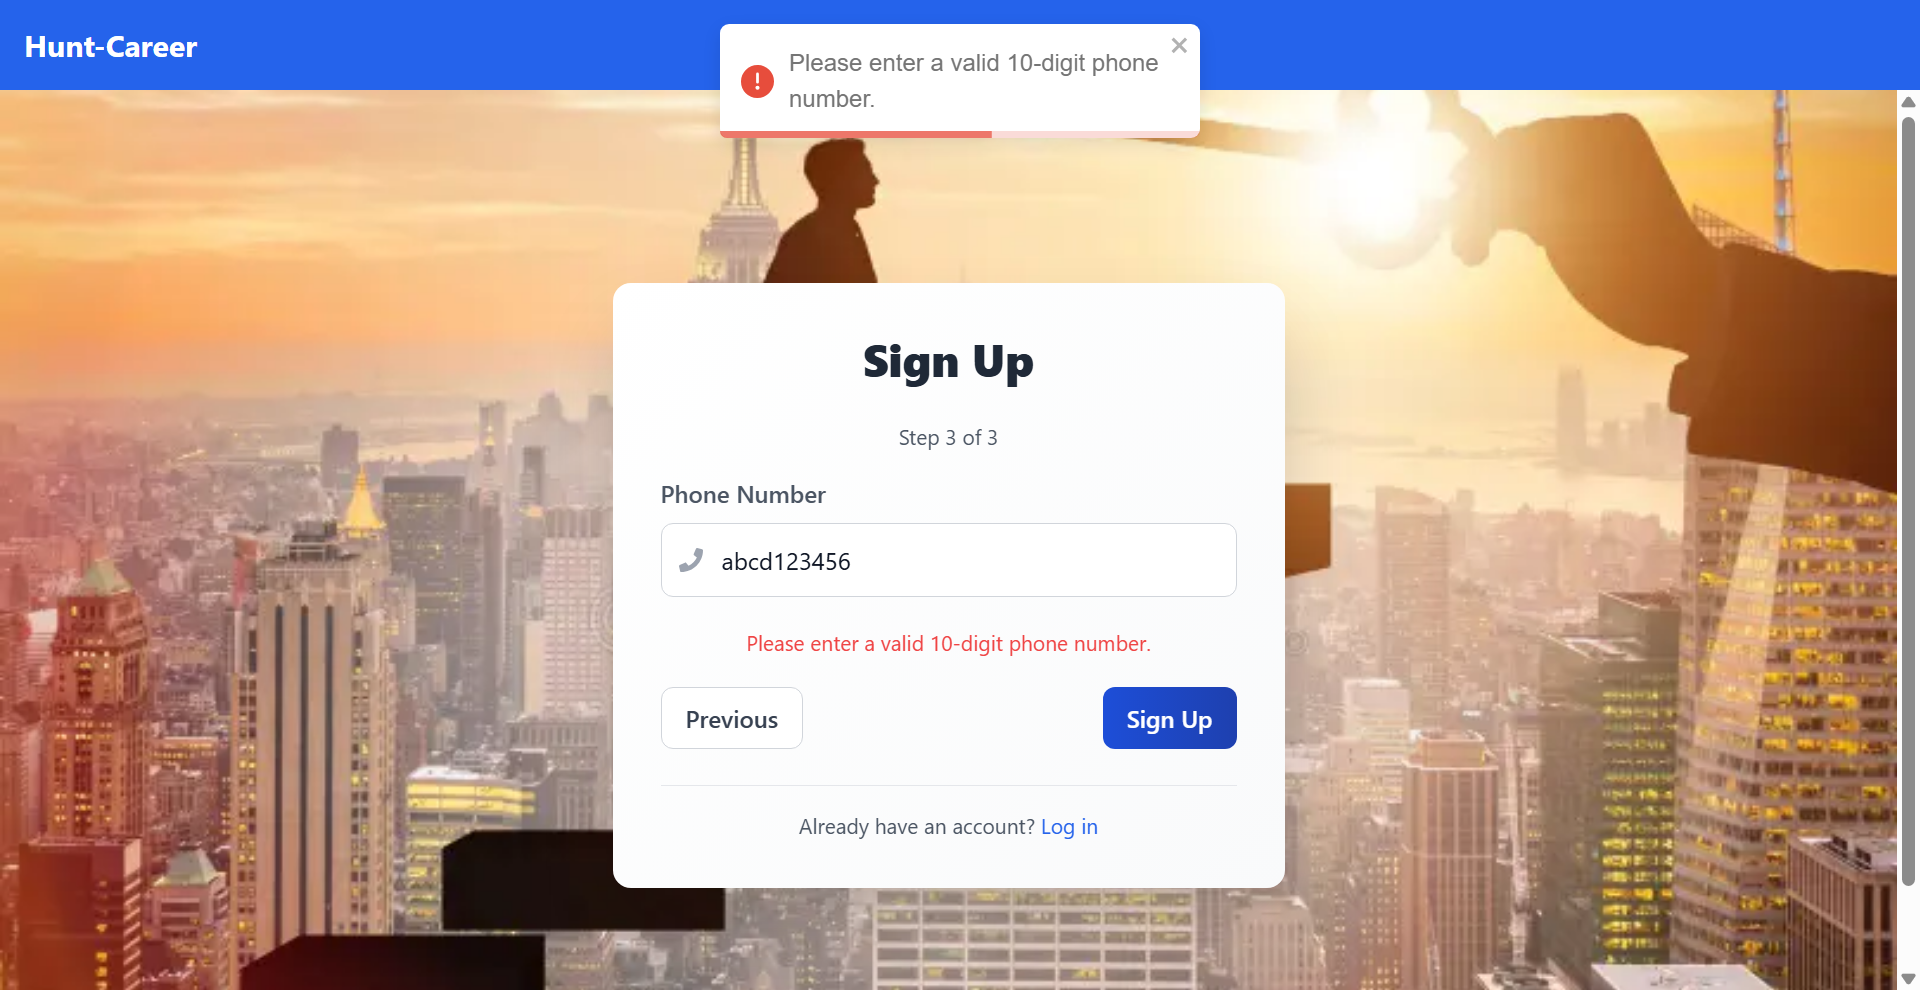 Hunt-Career
Please enter a valid 10-digit phone
number.
Sign Up
Step 3 of 3
Phone Number
abcd123456
Please enter a valid 10-digit phone number.
Previous
Sign Up
Already have an account? Log in